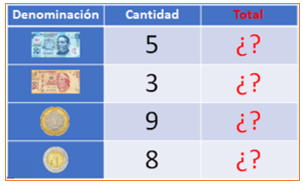 Denominación Cantidad Total
5 ¿?
3 ¿?
9 ¿?
8 ¿?